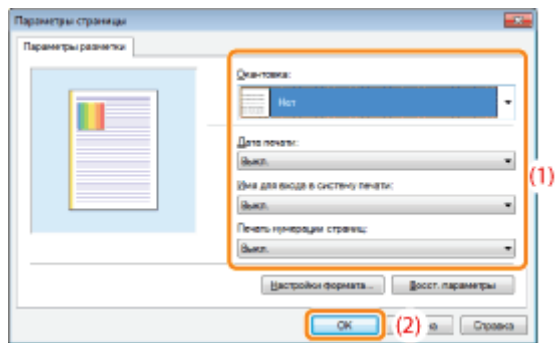 Параметры страницы
Параметры разметки
Окантовка:
Нет
Дата печати:
Выкл.
(1)
Имя для входа в систему печати:
Выкл.
Печать нумерации страниц:
Выкл.
Настройки формата... Восст. параметры
OK (2) на Справка